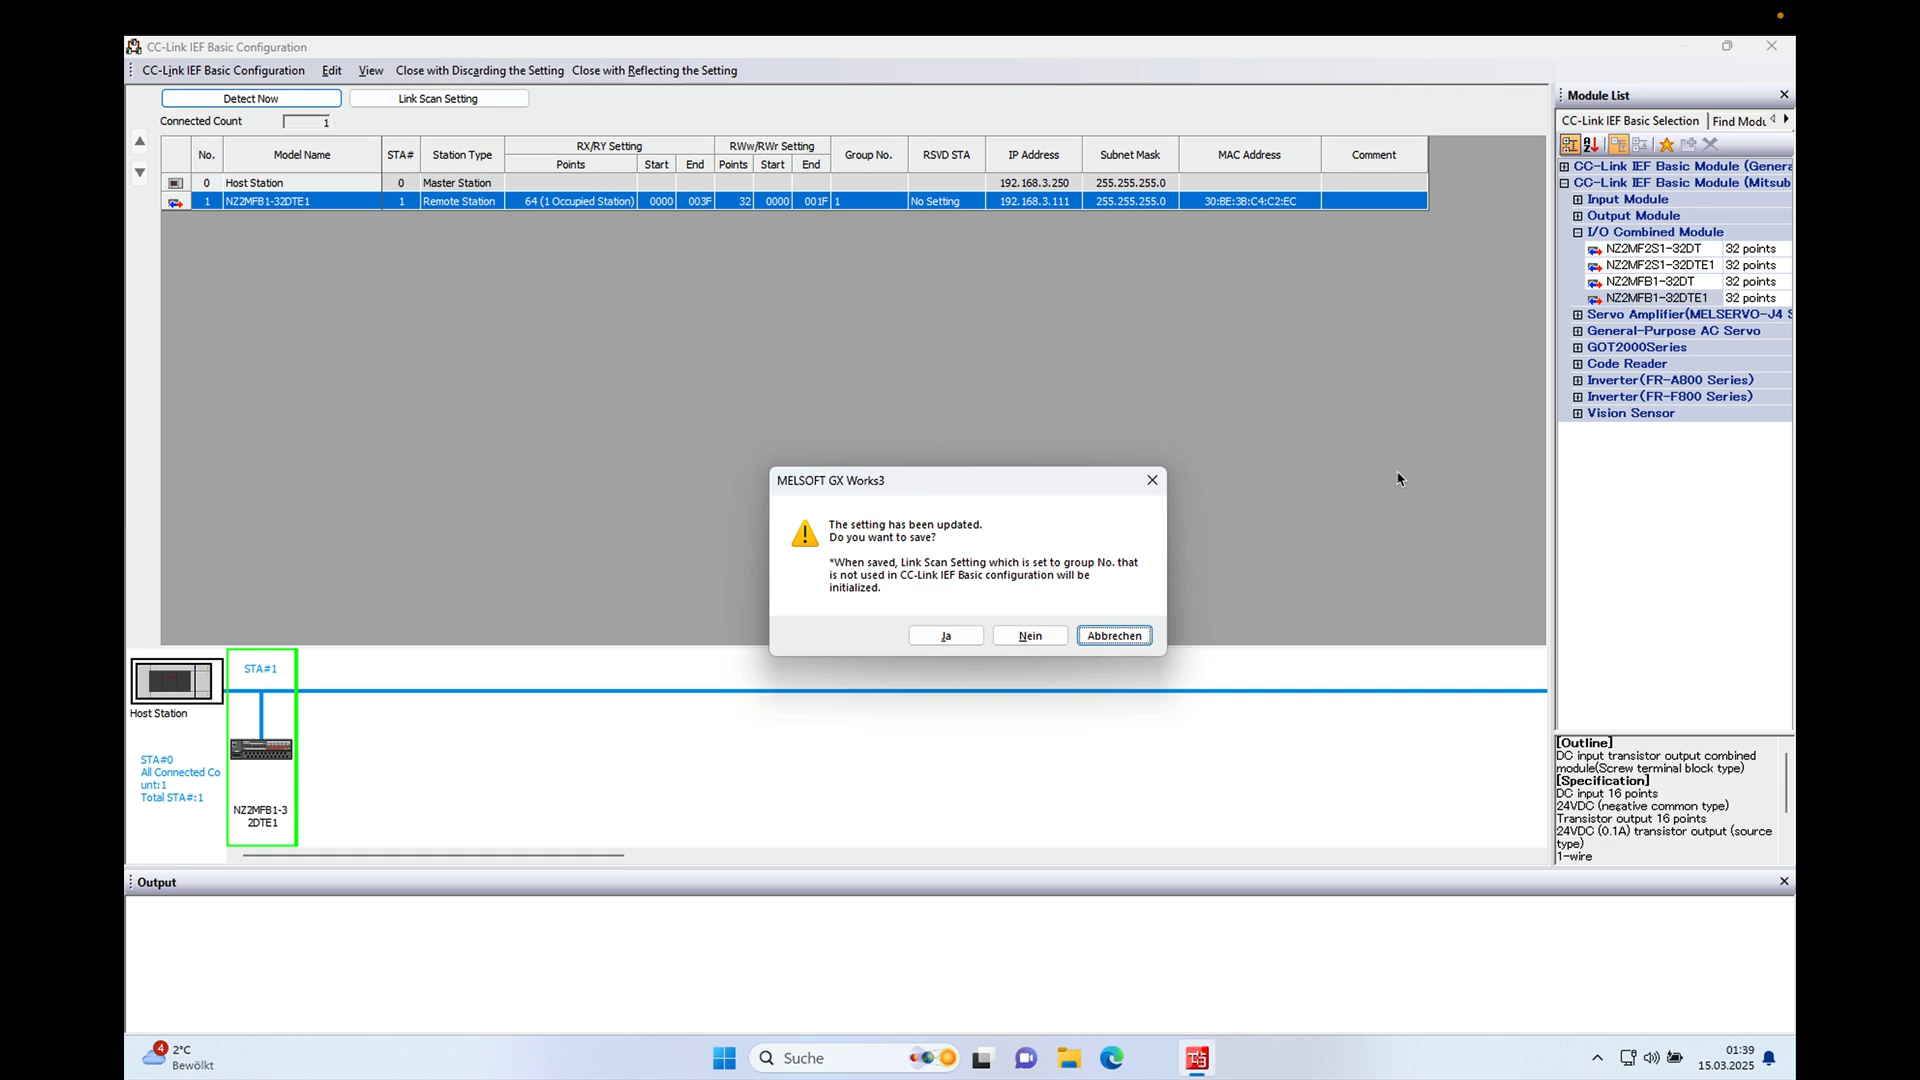 CC-Link IEF Basic Configuration
CC-Link IEF Basic Configuration Edit View Close with Discarding the Setting Close with Reflecting the Setting
Detect Now Link Scan Setting
Connected Count 1
No. Model Name STA# Station Type RX/RY Setting RWw/RWr Setting Group No. RSVD STA IP Address Subnet Mask MAC Address Comment
Points Start End Points Start End
0 Host Station 0 Master Station 192.168.3.250 255.255.255.0
1 NZ2MFB1-32DTE1 1 Remote Station 64 (1 Occupied Station) 0000 003F 32 0000 001F 1 No Setting 192.168.3.111 255.255.255.0 30:BE:3B:C4:C2:EC
MELSOFT GX Works3
The setting has been updated.
Do you want to save?
*When saved, Link Scan Setting which is set to group No. that
is not used in CC-Link IEF Basic configuration will be
initialized.
Ja Nein Abbrechen
STA#1
Host Station
STA#0
All Connected Co
unt:1
Total STA#:1
NZ2MFB1-3
2DTE1
Module List
CC-Link IEF Basic Selection Find Modu
CC-Link IEF Basic Module (Genera
CC-Link IEF Basic Module (Mitsub
Input Module
Output Module
I/O Combined Module
NZ2MF2S1-32DT 32 points
NZ2MF2S1-32DTE1 32 points
NZ2MFB1-32DT 32 points
NZ2MFB1-32DTE1 32 points
Servo Amplifier(MELSERVO-J4 S
General-Purpose AC Servo
GOT2000Series
Code Reader
Inverter(FR-A800 Series)
Inverter(FR-F800 Series)
Vision Sensor
[Outline]
DC input transistor output combined
module(Screw terminal block type)
[Specification]
DC input 16 points
24VDC (negative common type)
Transistor output 16 points
24VDC (0.1A) transistor output (source
type)
1-wire
Output
4
2°C
Bewölkt
Suche
01:39
15.03.2025